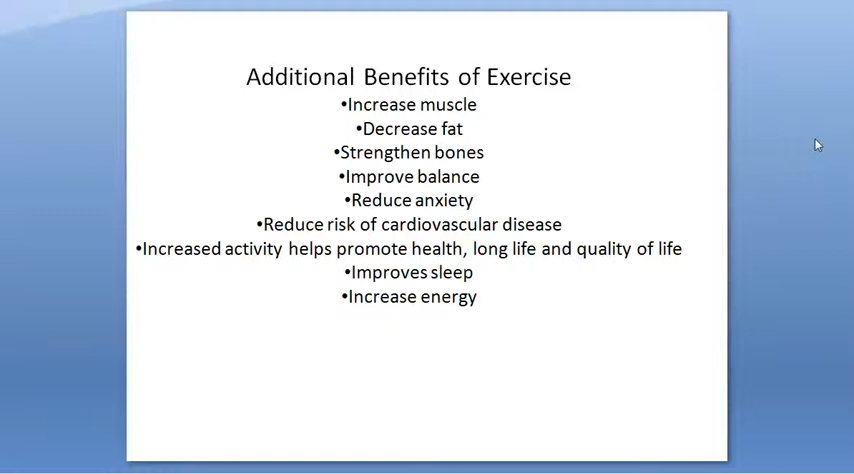 Additional Benefits of Exercise
•Increase muscle
•Decrease fat
•Strengthen bones
•Improve balance
•Reduce anxiety
•Reduce risk of cardiovascular disease
•Increased activity helps promote health, long life and quality of life
•Improves sleep
•Increase energy